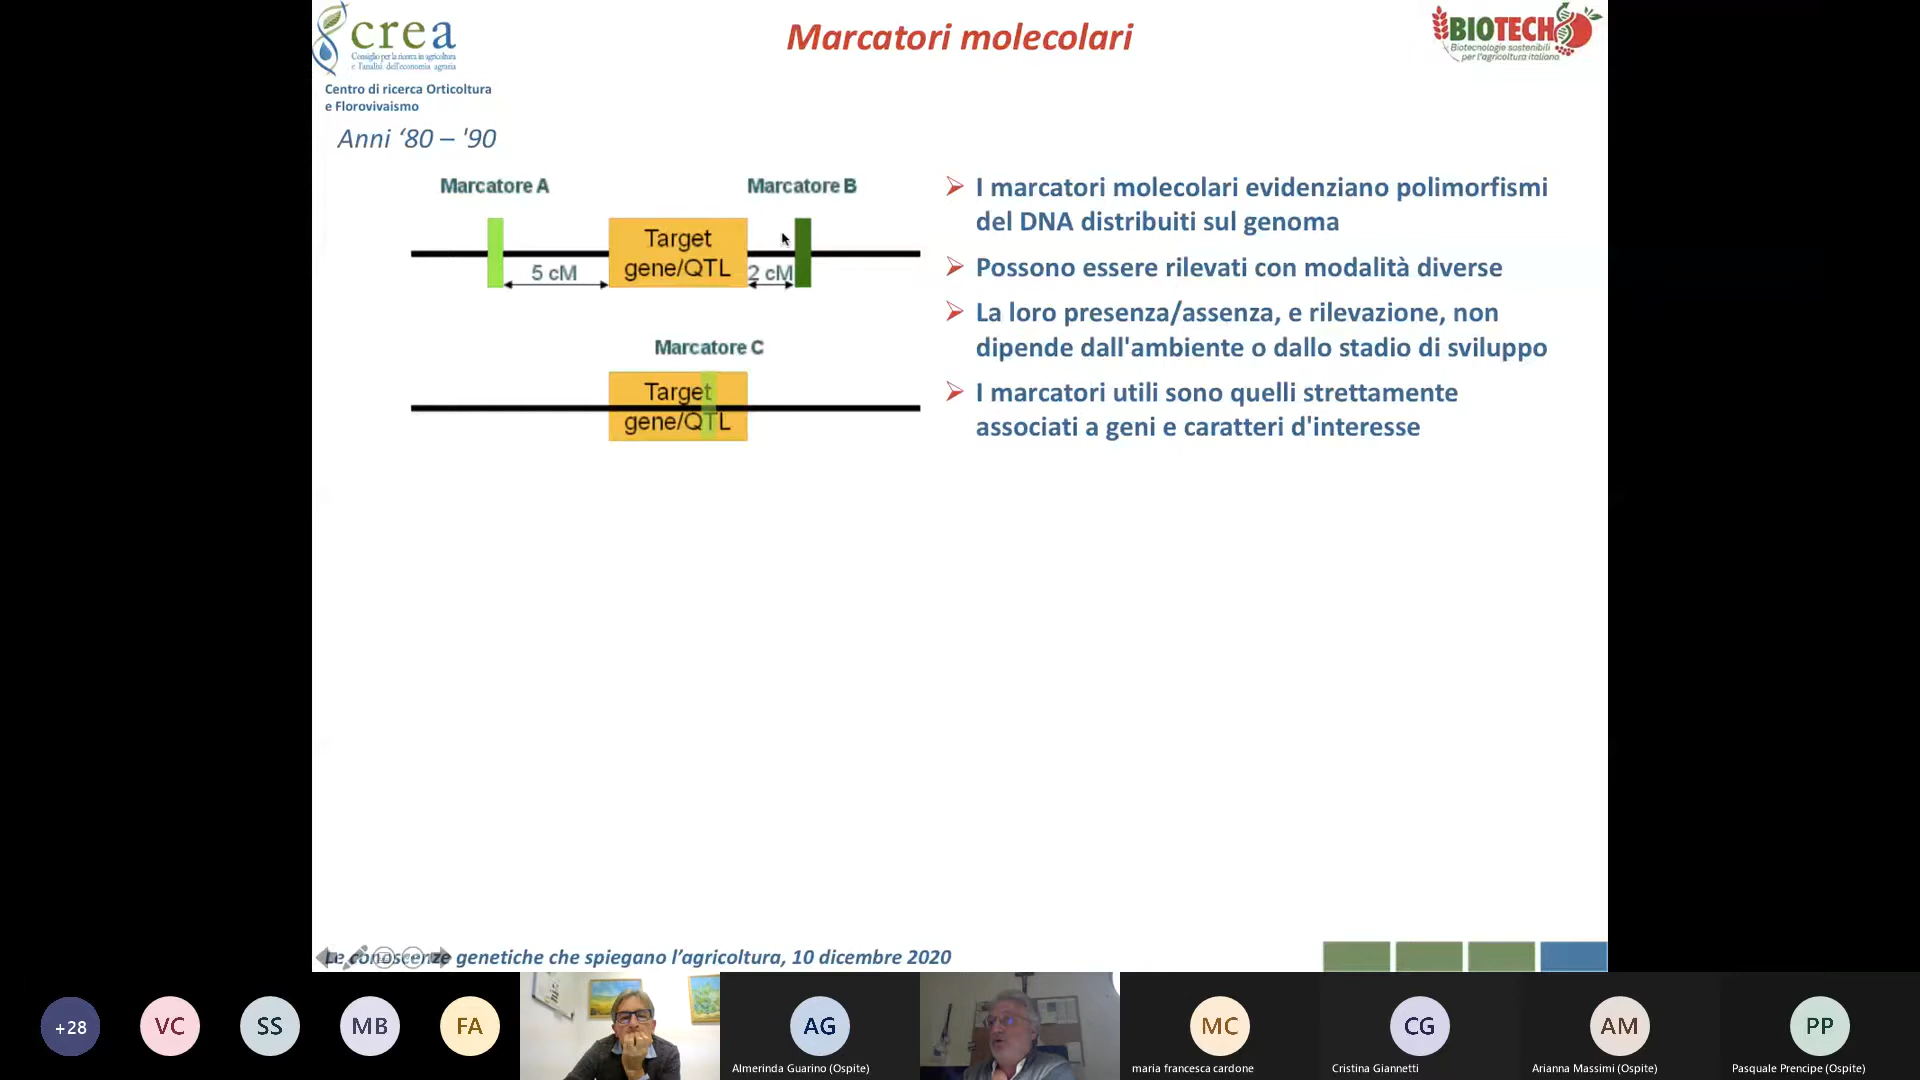 crea
Consiglio per la ricerca in agricoltura
e l'analisi dell'economia agraria
Centro di ricerca Orticoltura
e Florovivaismo
Marcatori molecolari
BIOTECH
Biotecnologie sostenibili
per l'agricoltura italiana
Anni ‘80 – '90
Marcatore A
Marcatore B
Target
gene/QTL
5 cM
2 cM
Marcatore C
Target
gene/QTL
I marcatori molecolari evidenziano polimorfismi
del DNA distribuiti sul genoma
Possono essere rilevati con modalità diverse
La loro presenza/assenza, e rilevazione, non
dipende dall'ambiente o dallo stadio di sviluppo
I marcatori utili sono quelli strettamente
associati a geni e caratteri d'interesse
Le conoscenze genetiche che spiegano l’agricoltura, 10 dicembre 2020
+28
VC
SS
MB
FA
AG
Almerinda Guarino (Ospite)
MC
maria francesca cardone
CG
Cristina Giannetti
AM
Arianna Massimi (Ospite)
PP
Pasquale Prencipe (Ospite)